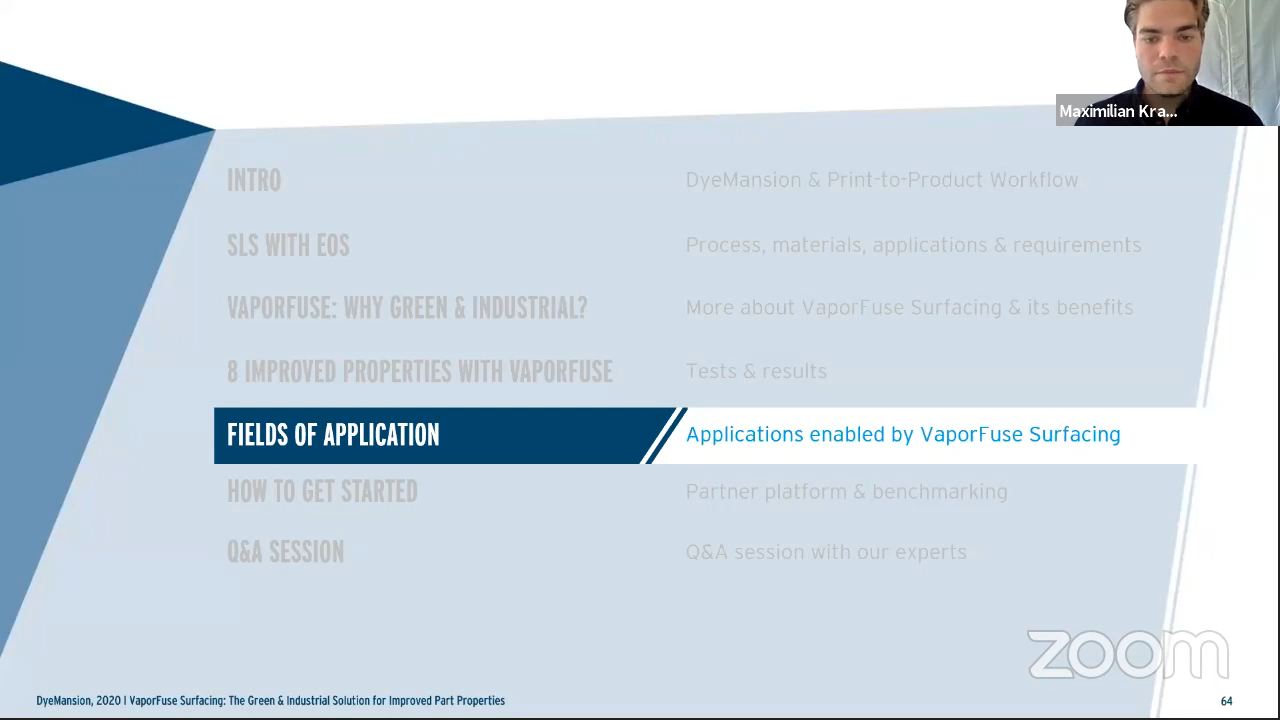 Maximilian Kra...
INTRO
DyeMansion & Print-to-Product Workflow
SLS WITH EOS
Process, materials, applications & requirements
VAPORFUSE: WHY GREEN & INDUSTRIAL?
More about VaporFuse Surfacing & its benefits
8 IMPROVED PROPERTIES WITH VAPORFUSE
Tests & results
FIELDS OF APPLICATION
Applications enabled by VaporFuse Surfacing
HOW TO GET STARTED
Partner platform & benchmarking
Q&A SESSION
Q&A session with our experts
zoom
DyeMansion, 2020 | VaporFuse Surfacing: The Green & Industrial Solution for Improved Part Properties
64